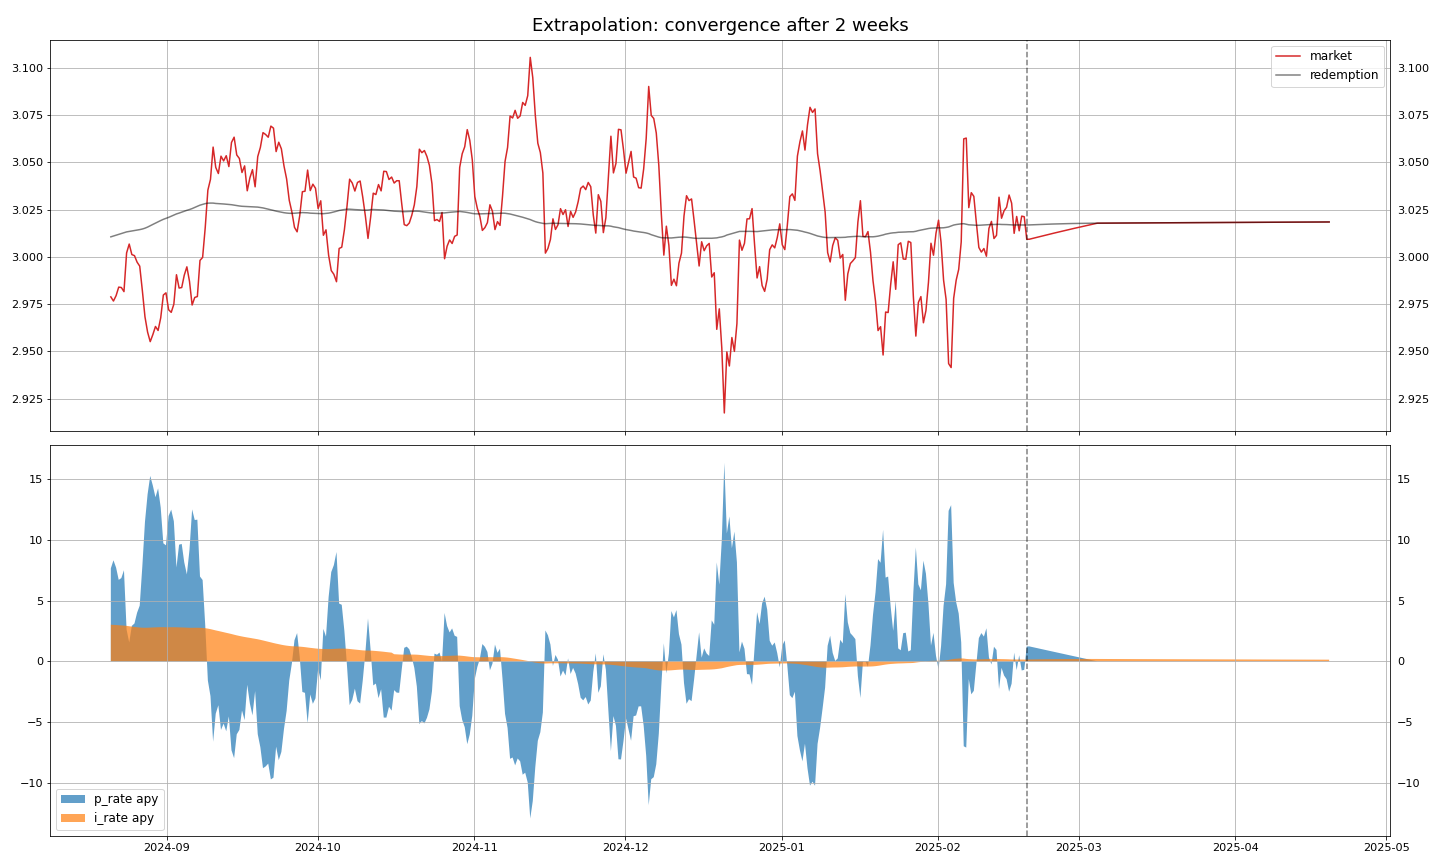 Extrapolation: convergence after 2 weeks
market
redemption
3.100 3.100
3.075 3.075
3.050 3.050
3.025 3.025
3.000 3.000
2.975 2.975
2.950 2.950
2.925 2.925
15 15
10 10
5 5
0 0
−5 −5
−10 −10
p_rate apy
i_rate apy
2024-09 2024-10 2024-11 2024-12 2025-01 2025-02 2025-03 2025-04 2025-05